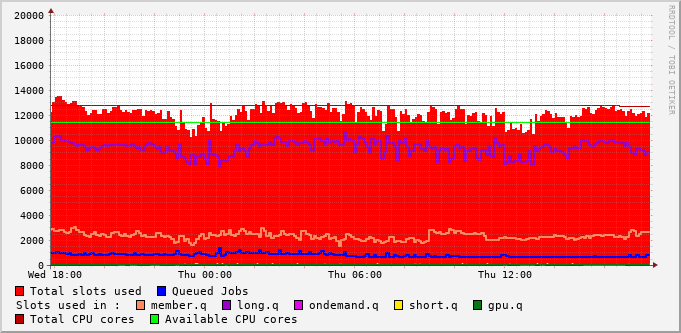 20000
18000
16000
14000
12000
10000
8000
6000
4000
2000
0
Wed 18:00 Thu 00:00 Thu 06:00 Thu 12:00
RRDTOOL / TOBI OETIKER
Total slots used Queued Jobs
Slots used in : member.q long.q ondemand.q short.q gpu.q
Total CPU cores Available CPU cores